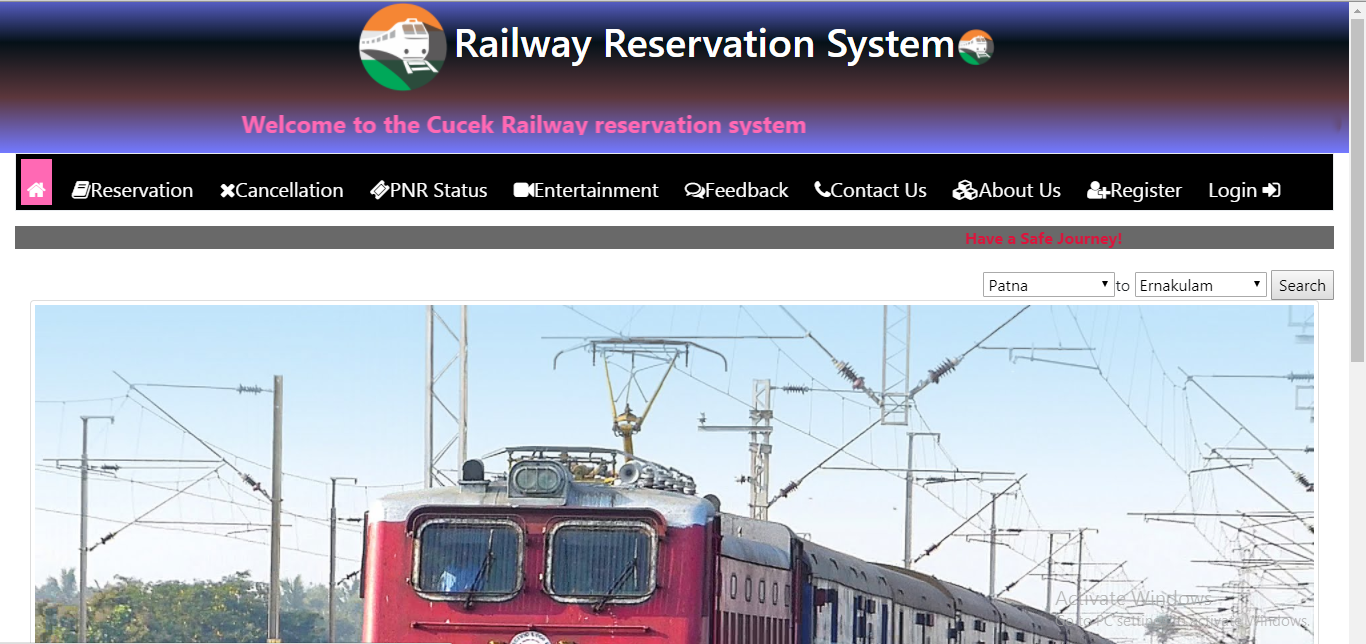 Railway Reservation System
Welcome to the Cucek Railway reservation system
Reservation Cancellation PNR Status Entertainment Feedback Contact Us About Us Register Login
Have a Safe Journey!
Patna to Ernakulam Search
Activate Windows
Go to PC settings to activate Windows.